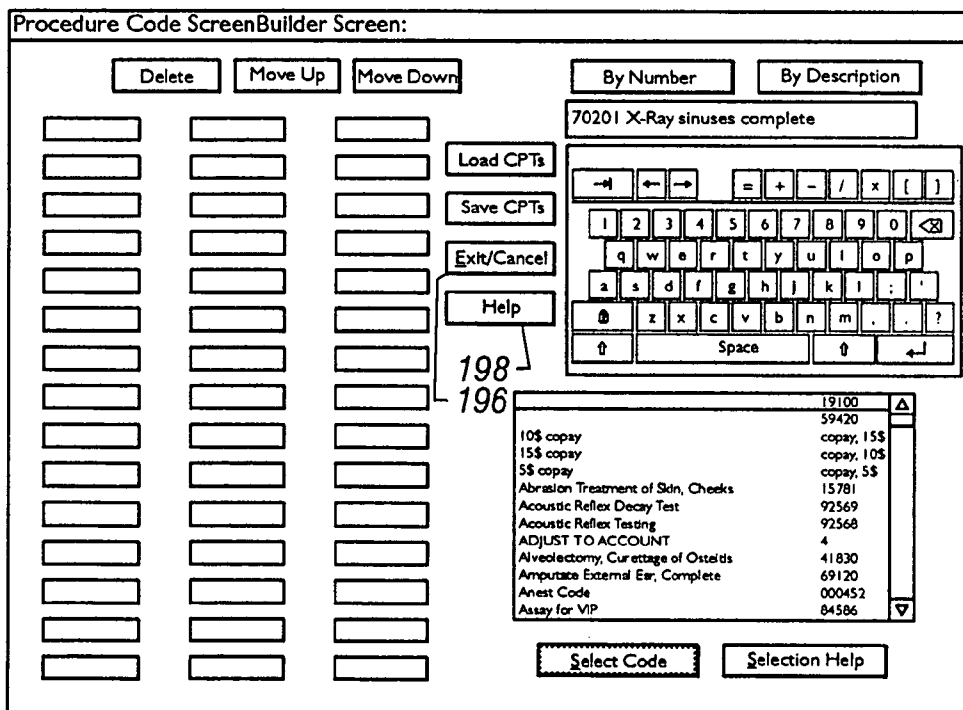 Procedure Code ScreenBuilder Screen:
Delete Move Up Move Down By Number By Description
70201 X-Ray sinuses complete
Load CPTs
Save CPTs
Exit/Cancel
Help
198
196
= + - / x [ ]
1 2 3 4 5 6 7 8 9 0
q w e r t y u i o p
a s d f g h j k l ; '
z x c v b n m , . ?
Space
19100
59420
10$ copay copay, 15$
15$ copay copay, 10$
5$ copay copay, 5$
Abrasion Treatment of Skin, Cheeks 15781
Acoustic Reflex Decay Test 92569
Acoustic Reflex Testing 92568
ADJUST TO ACCOUNT 4
Alveolectomy, Curettage of Osteitis 41830
Amputate External Ear, Complete 69120
Anest Code 000452
Assay for VIP 84586
Select Code Selection Help